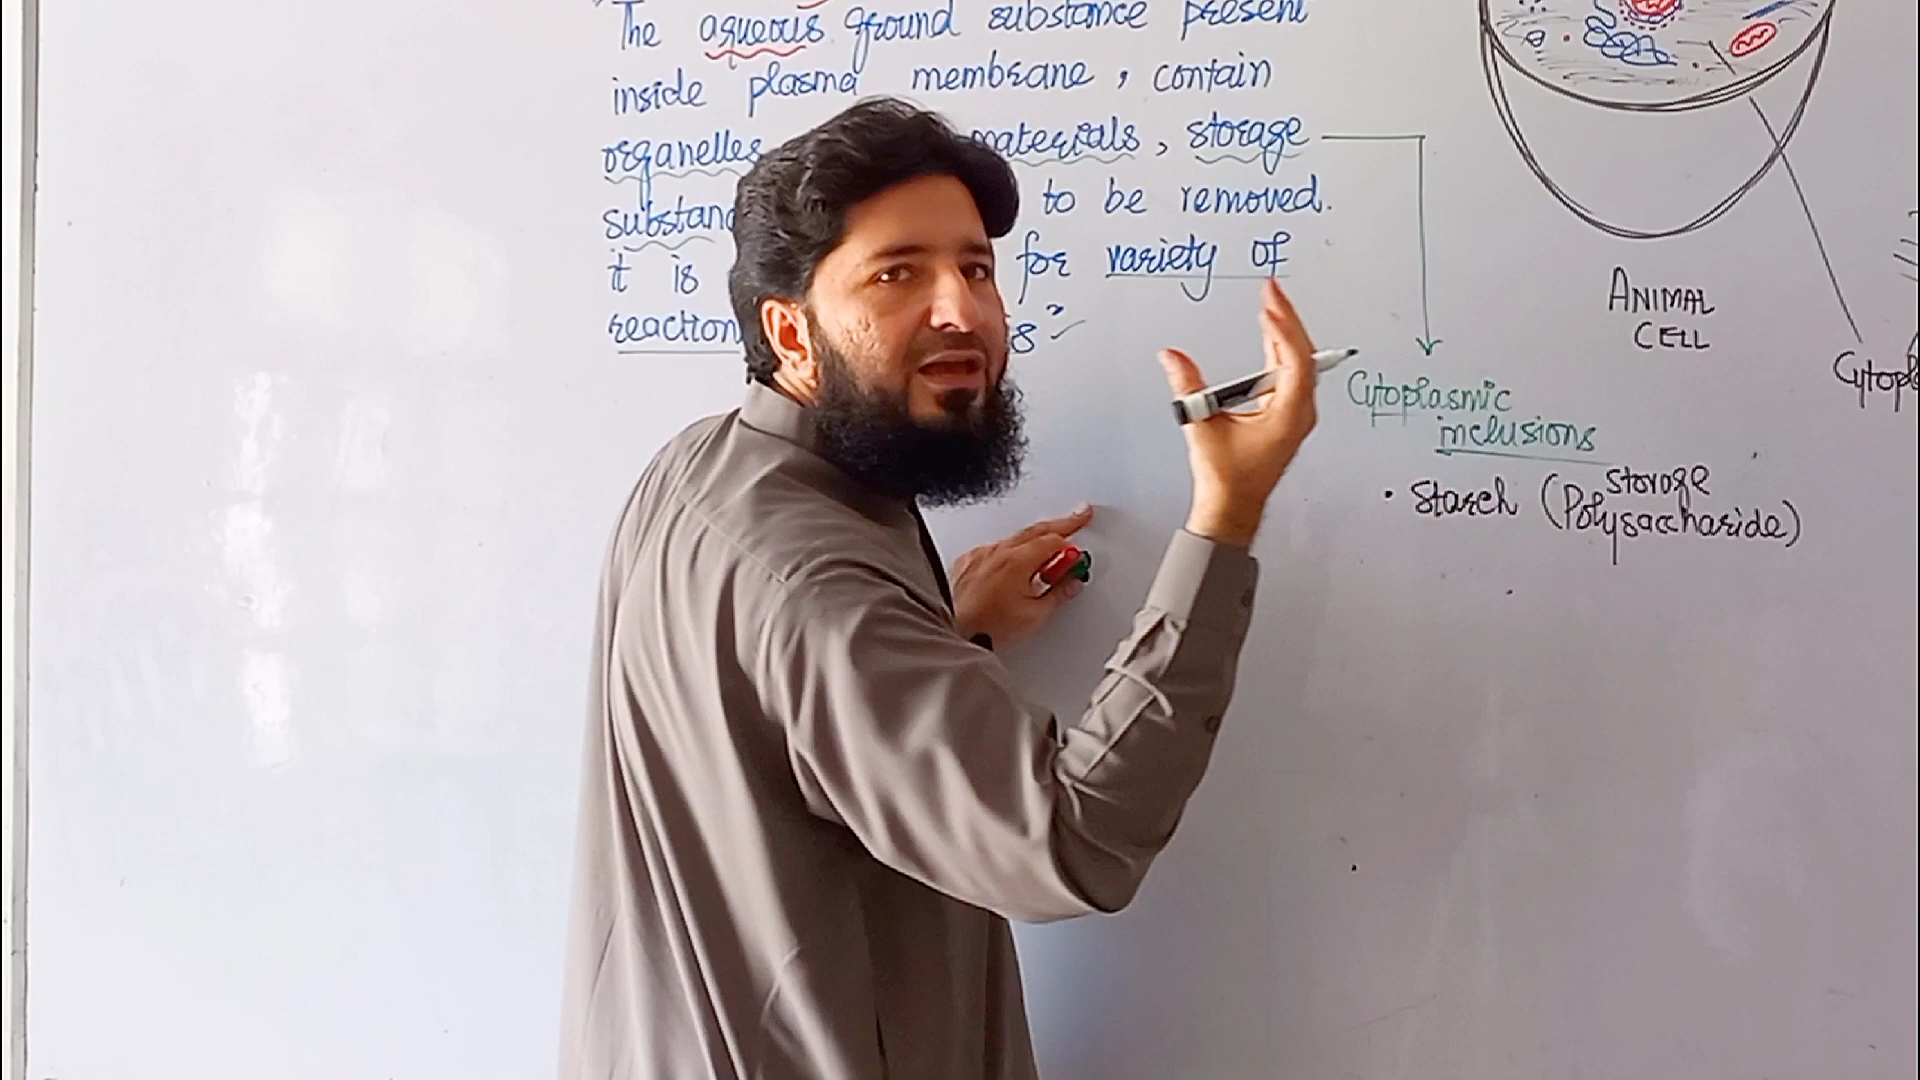 The aqueous ground substance present
inside plasma membrane, contain
organelles materials, storage
to be removed.
it is for variety of
reaction
ANIMAL
CELL
Cytoplasmic
inclusions
• Starch (storage
Polysaccharide)